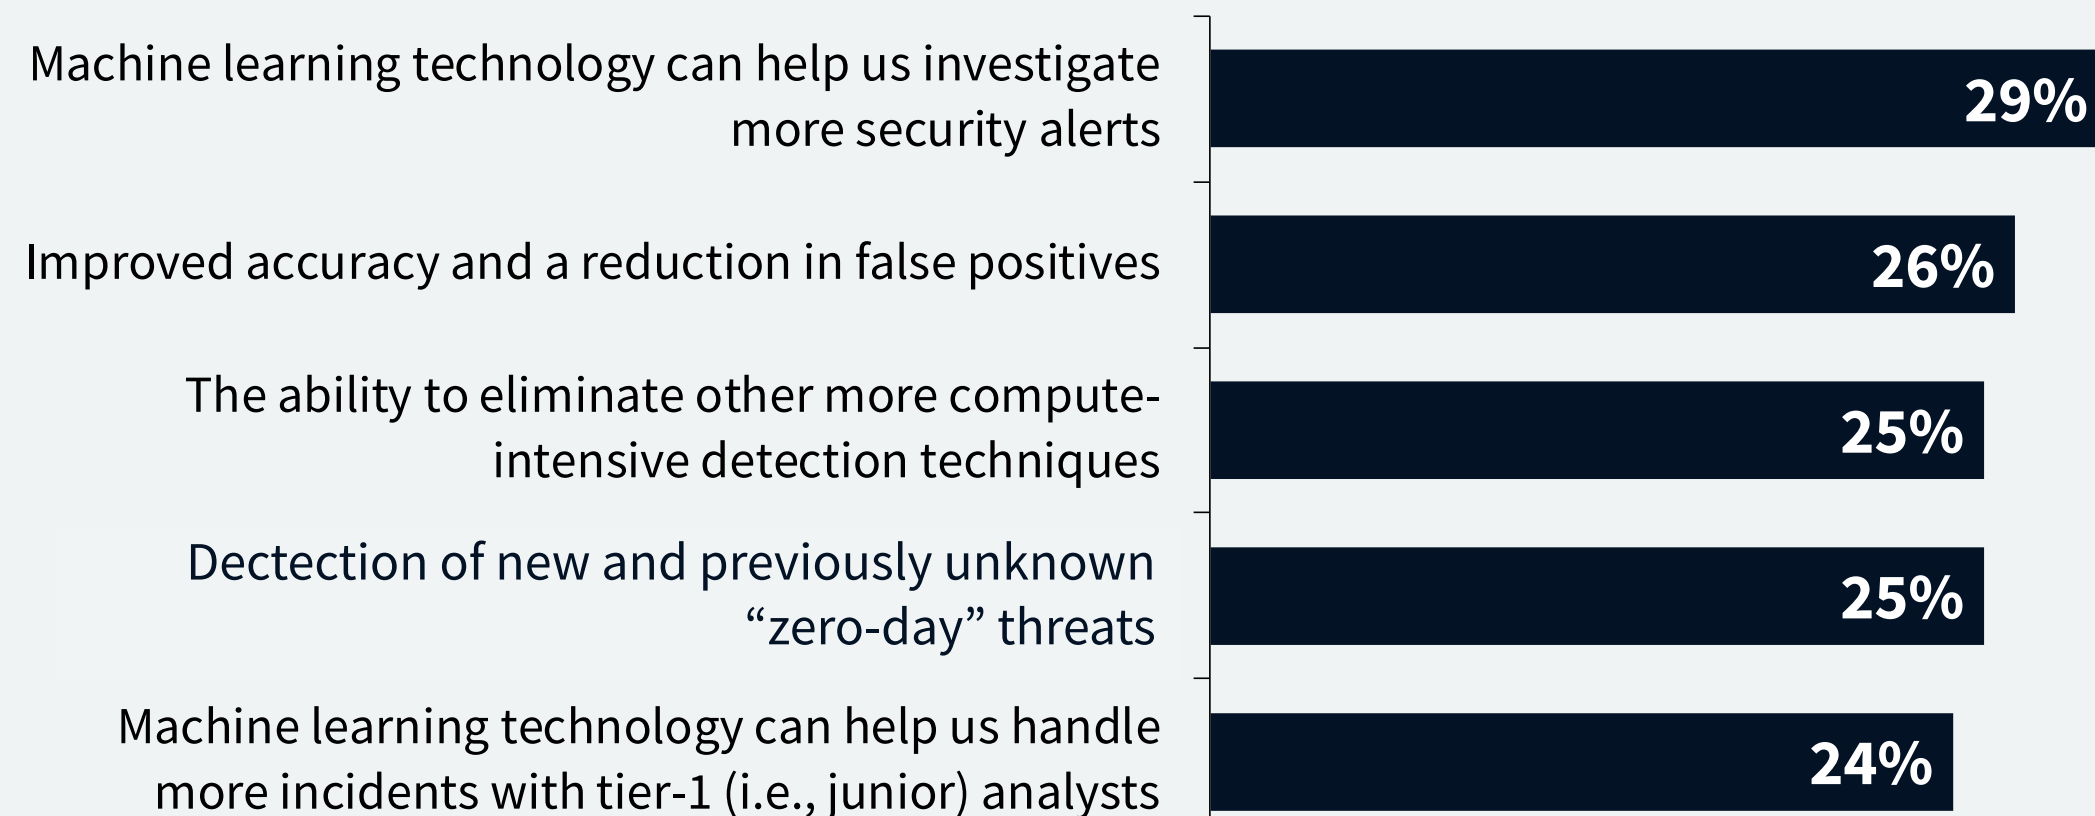 Machine learning technology can help us investigate
more security alerts
29%
Improved accuracy and a reduction in false positives
26%
The ability to eliminate other more compute-
intensive detection techniques
25%
Dectection of new and previously unknown
“zero-day” threats
25%
Machine learning technology can help us handle
more incidents with tier-1 (i.e., junior) analysts
24%